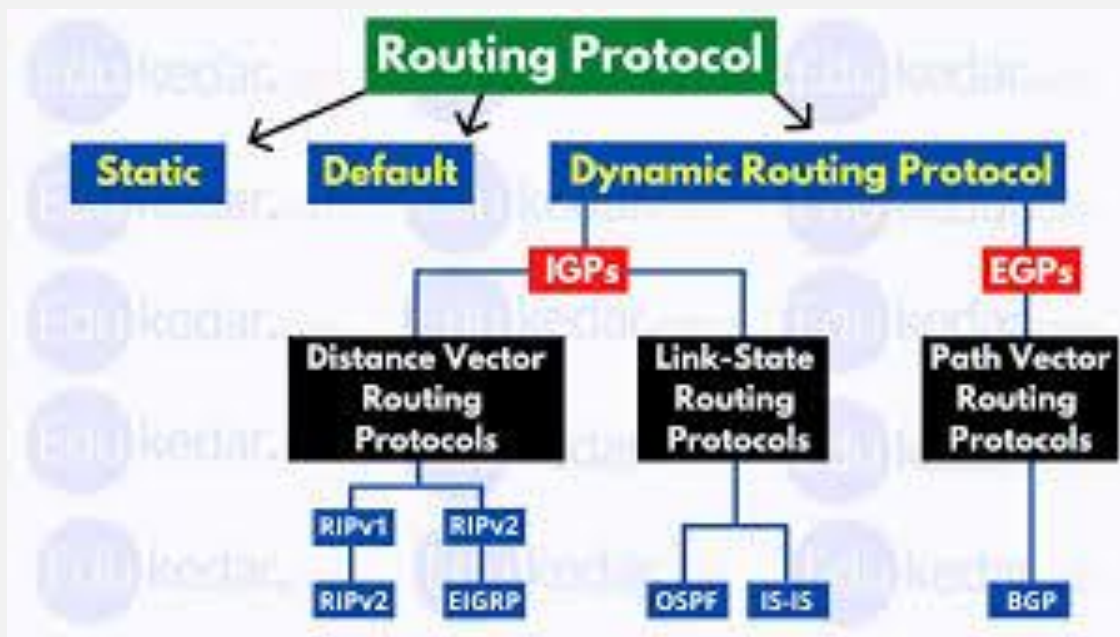 Routing Protocol
Static
Default
Dynamic Routing Protocol
IGPs
EGPs
Distance Vector
Routing
Protocols
Link-State
Routing
Protocols
Path Vector
Routing
Protocols
RIPv1
RIPv2
RIPv2
EIGRP
OSPF
IS-IS
BGP